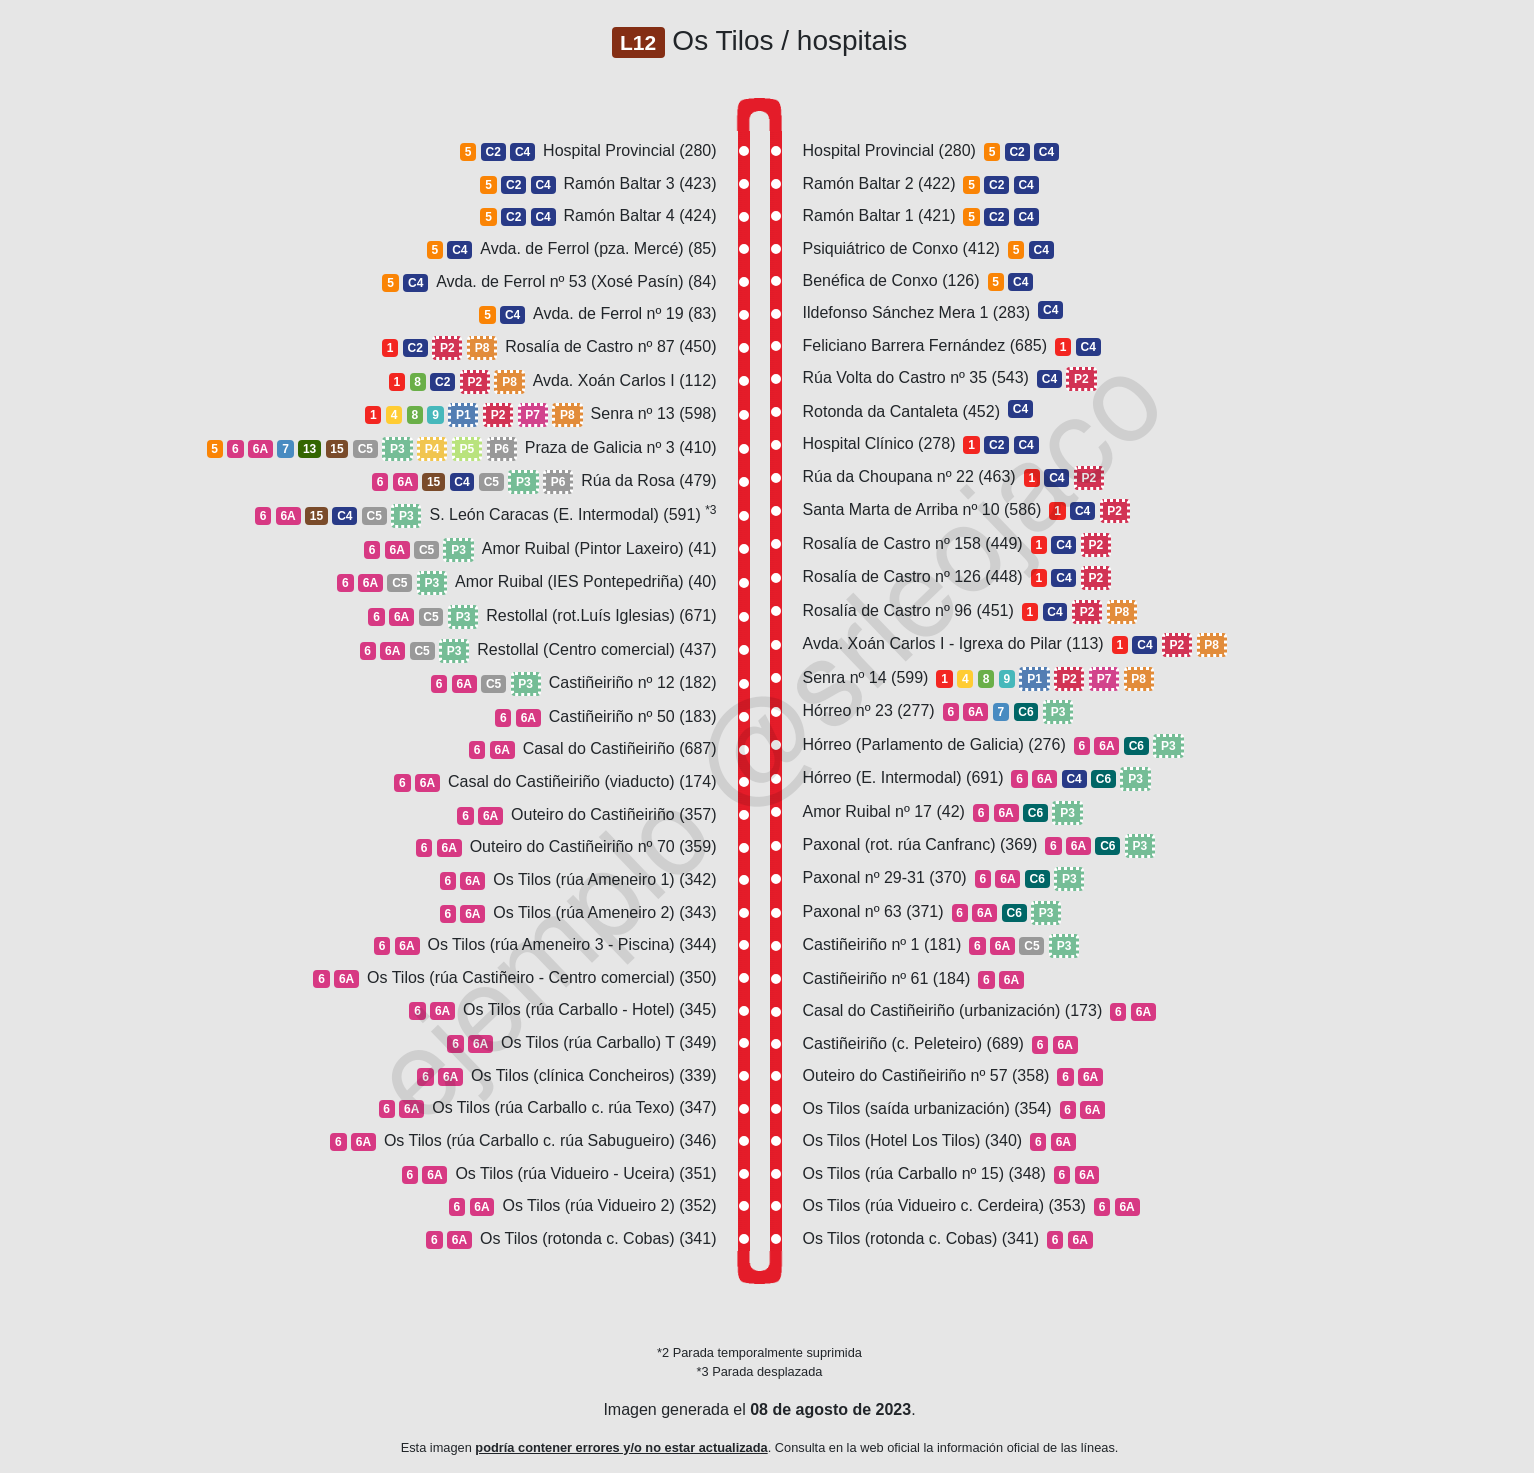 L12 Os Tilos / hospitais
5 C2 C4 Hospital Provincial (280)
Hospital Provincial (280) 5 C2 C4
5 C2 C4 Ramón Baltar 3 (423)
Ramón Baltar 2 (422) 5 C2 C4
5 C2 C4 Ramón Baltar 4 (424)
Ramón Baltar 1 (421) 5 C2 C4
5 C4 Avda. de Ferrol (pza. Mercé) (85)
Psiquiátrico de Conxo (412) 5 C4
5 C4 Avda. de Ferrol nº 53 (Xosé Pasín) (84)
Benéfica de Conxo (126) 5 C4
5 C4 Avda. de Ferrol nº 19 (83)
Ildefonso Sánchez Mera 1 (283) C4
1 C2 P2 P8 Rosalía de Castro nº 87 (450)
Feliciano Barrera Fernández (685) 1 C4
1 8 C2 P2 P8 Avda. Xoán Carlos I (112)
Rúa Volta do Castro nº 35 (543) C4 P2
1 4 8 9 P1 P2 P7 P8 Senra nº 13 (598)
Rotonda da Cantaleta (452) C4
5 6 6A 7 13 15 C5 P3 P4 P5 P6 Praza de Galicia nº 3 (410)
Hospital Clínico (278) 1 C2 C4
6 6A 15 C4 C5 P3 P6 Rúa da Rosa (479)
Rúa da Choupana nº 22 (463) 1 C4 P2
6 6A 15 C4 C5 P3 S. León Caracas (E. Intermodal) (591) *3
Santa Marta de Arriba nº 10 (586) 1 C4 P2
6 6A C5 P3 Amor Ruibal (Pintor Laxeiro) (41)
Rosalía de Castro nº 158 (449) 1 C4 P2
6 6A C5 P3 Amor Ruibal (IES Pontepedriña) (40)
Rosalía de Castro nº 126 (448) 1 C4 P2
6 6A C5 P3 Restollal (rot.Luís Iglesias) (671)
Rosalía de Castro nº 96 (451) 1 C4 P2 P8
6 6A C5 P3 Restollal (Centro comercial) (437)
Avda. Xoán Carlos I - Igrexa do Pilar (113) 1 C4 P2 P8
6 6A C5 P3 Castiñeiriño nº 12 (182)
Senra nº 14 (599) 1 4 8 9 P1 P2 P7 P8
6 6A Castiñeiriño nº 50 (183)
Hórreo nº 23 (277) 6 6A 7 C6 P3
6 6A Casal do Castiñeiriño (687)
Hórreo (Parlamento de Galicia) (276) 6 6A C6 P3
6 6A Casal do Castiñeiriño (viaducto) (174)
Hórreo (E. Intermodal) (691) 6 6A C4 C6 P3
6 6A Outeiro do Castiñeiriño (357)
Amor Ruibal nº 17 (42) 6 6A C6 P3
6 6A Outeiro do Castiñeiriño nº 70 (359)
Paxonal (rot. rúa Canfranc) (369) 6 6A C6 P3
6 6A Os Tilos (rúa Ameneiro 1) (342)
Paxonal nº 29-31 (370) 6 6A C6 P3
6 6A Os Tilos (rúa Ameneiro 2) (343)
Paxonal nº 63 (371) 6 6A C6 P3
6 6A Os Tilos (rúa Ameneiro 3 - Piscina) (344)
Castiñeiriño nº 1 (181) 6 6A C5 P3
6 6A Os Tilos (rúa Castiñeiro - Centro comercial) (350)
Castiñeiriño nº 61 (184) 6 6A
6 6A Os Tilos (rúa Carballo - Hotel) (345)
Casal do Castiñeiriño (urbanización) (173) 6 6A
6 6A Os Tilos (rúa Carballo) T (349)
Castiñeiriño (c. Peleteiro) (689) 6 6A
6 6A Os Tilos (clínica Concheiros) (339)
Outeiro do Castiñeiriño nº 57 (358) 6 6A
6 6A Os Tilos (rúa Carballo c. rúa Texo) (347)
Os Tilos (saída urbanización) (354) 6 6A
6 6A Os Tilos (rúa Carballo c. rúa Sabugueiro) (346)
Os Tilos (Hotel Los Tilos) (340) 6 6A
6 6A Os Tilos (rúa Vidueiro - Uceira) (351)
Os Tilos (rúa Carballo nº 15) (348) 6 6A
6 6A Os Tilos (rúa Vidueiro 2) (352)
Os Tilos (rúa Vidueiro c. Cerdeira) (353) 6 6A
6 6A Os Tilos (rotonda c. Cobas) (341)
Os Tilos (rotonda c. Cobas) (341) 6 6A
ejemplo @srleojaco
*2 Parada temporalmente suprimida
*3 Parada desplazada
Imagen generada el 08 de agosto de 2023.
Esta imagen podría contener errores y/o no estar actualizada. Consulta en la web oficial la información oficial de las líneas.